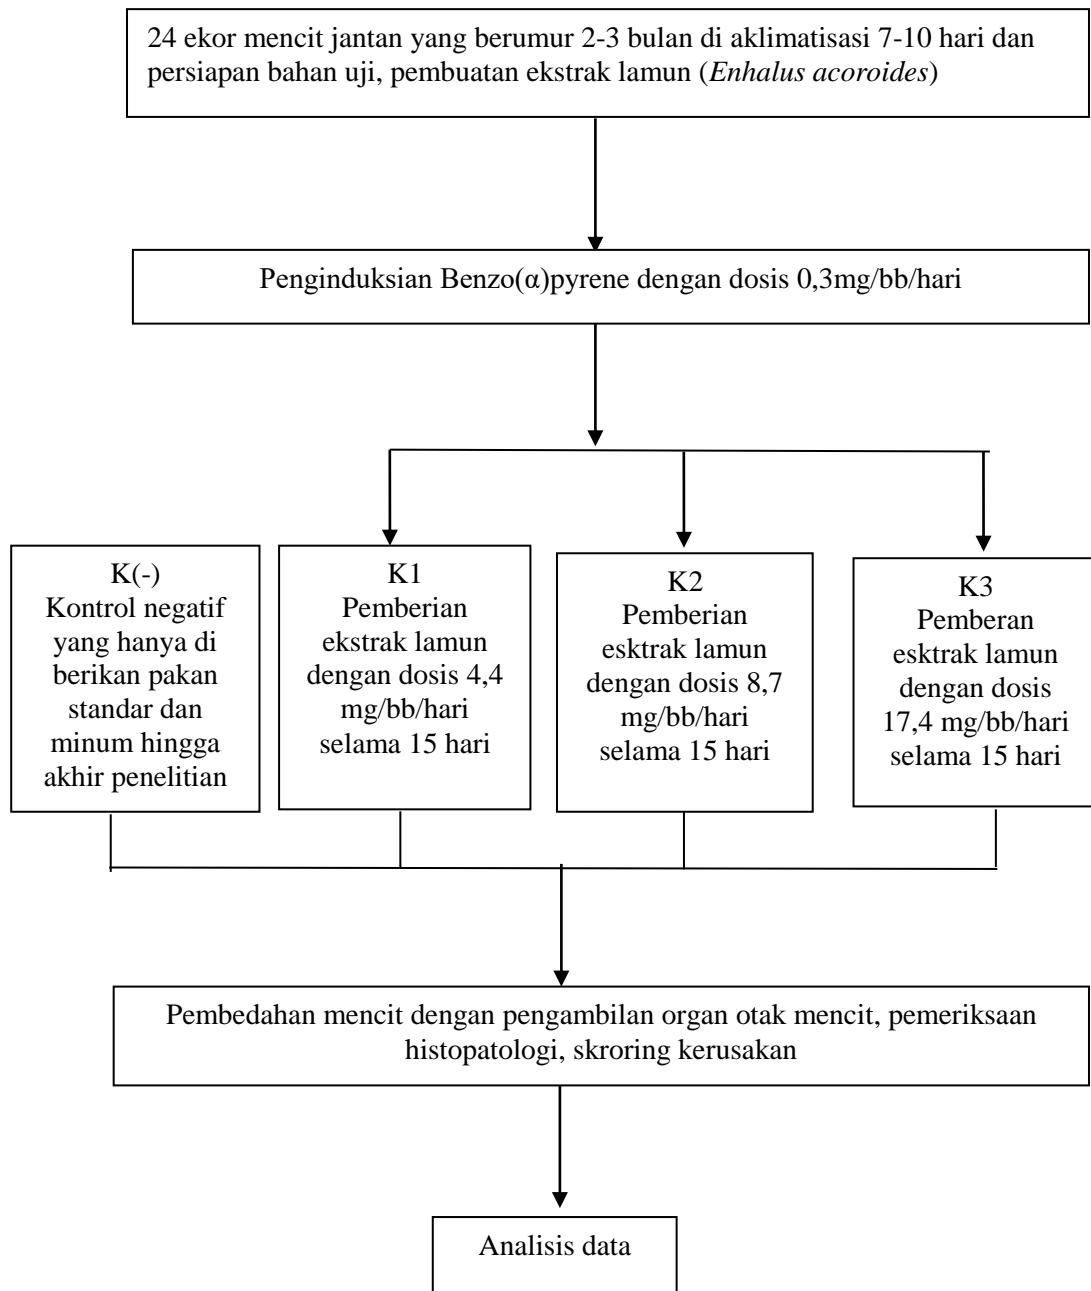 24 ekor mencit jantan yang berumur 2-3 bulan di aklimatisasi 7-10 hari dan
persiapan bahan uji, pembuatan ekstrak lamun (Enhalus acoroides)
Penginduksian Benzo(α)pyrene dengan dosis 0,3mg/bb/hari
K(-)
Kontrol negatif
yang hanya di
berikan pakan
standar dan
minum hingga
akhir penelitian
K1
Pemberian
ekstrak lamun
dengan dosis 4,4
mg/bb/hari
selama 15 hari
K2
Pemberian
esktrak lamun
dengan dosis 8,7
mg/bb/hari
selama 15 hari
K3
Pemberan
esktrak lamun
dengan dosis
17,4 mg/bb/hari
selama 15 hari
Pembedahan mencit dengan pengambilan organ otak mencit, pemeriksaan
histopatologi, skroring kerusakan
Analisis data